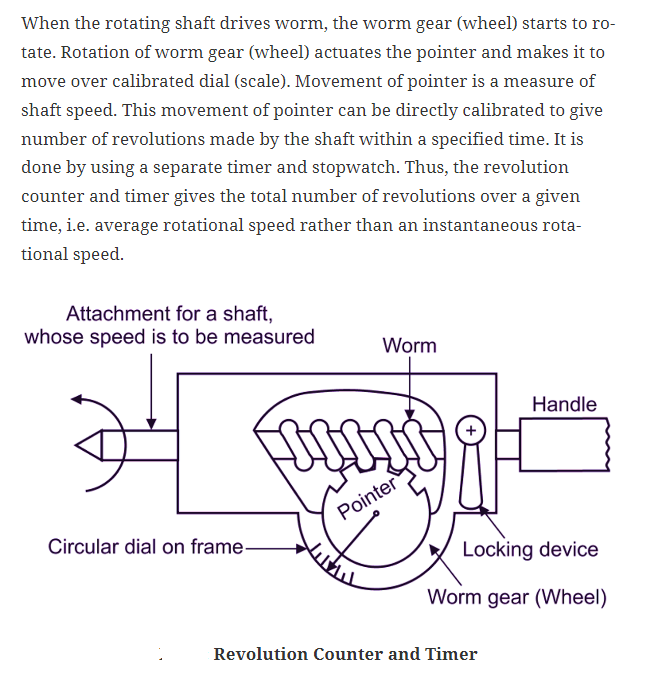 When the rotating shaft drives worm, the worm gear (wheel) starts to ro-
tate. Rotation of worm gear (wheel) actuates the pointer and makes it to
move over calibrated dial (scale). Movement of pointer is a measure of
shaft speed. This movement of pointer can be directly calibrated to give
number of revolutions made by the shaft within a specified time. It is
done by using a separate timer and stopwatch. Thus, the revolution
counter and timer gives the total number of revolutions over a given
time, i.e. average rotational speed rather than an instantaneous rota-
tional speed.
Attachment for a shaft,
whose speed is to be measured
Worm
Handle
+
Pointer
Circular dial on frame
Locking device
Worm gear (Wheel)
Revolution Counter and Timer